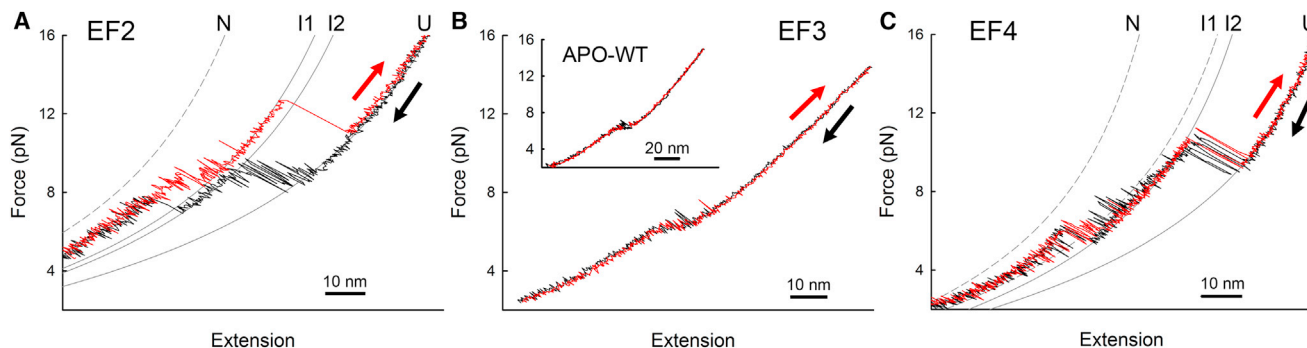 A
EF2
N
I1
I2
U
16
12
8
4
Force (pN)
10 nm
Extension
B
EF3
16
12
8
4
Force (pN)
APO-WT
16
12
8
4
20 nm
10 nm
Extension
C
EF4
N
I1
I2
U
16
12
8
4
Force (pN)
10 nm
Extension